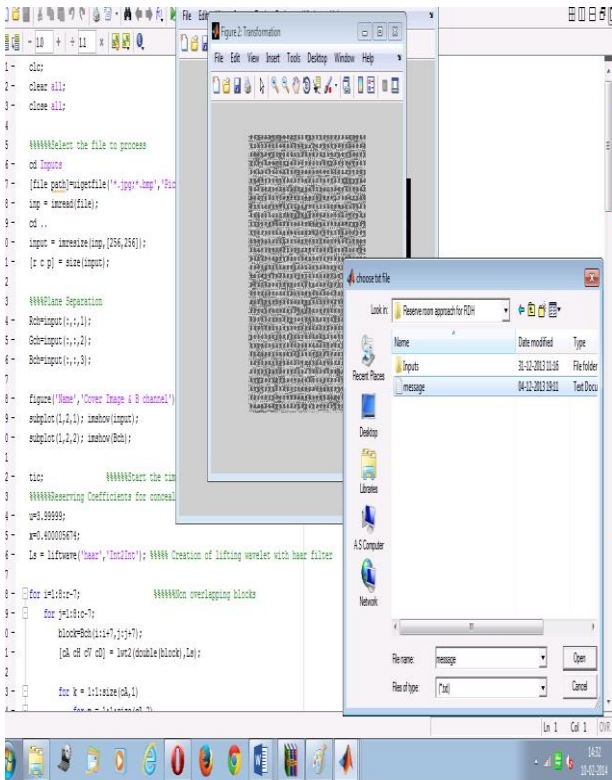 File Edit
- 10 + ÷ 11 ×
Figure 2: Transformation
File Edit View Insert Tools Desktop Window Help
clc;
clear all;
close all;
%%%%%%Select the file to process
cd Inputs
[file path]=uigetfile('*.jpg;*.bmp','Pic
inp = imread(file);
cd ..
input = imresize(inp,[256,256]);
[r c p] = size(input);
%%%%Plane Separation
Rch=input(:,:,1);
Gch=input(:,:,2);
Bch=input(:,:,3);
figure('Name','Cover Image & B channel')
subplot(1,2,1); imshow(input);
subplot(1,2,2); imshow(Bch);
tic; %%%%%%Start the tim
%%%%%%Reserving Coefficients for conceal
x=0.400005674;
Ls = liftwave('haar','Int2Int'); %%%%% Creation of lifting wavelet with haar filter
for i=1:8:r-7; %%%%%%Non overlapping blocks
for j=1:8:c-7;
block=Bch(i:i+7,j:j+7);
[cA cH cV cD] = lwt2(double(block),Ls);
for k = 1:1:size(cA,1)
choose txt file
Look in: Reserve room approach for RDH
Name Date modified Type
Inputs 31-12-2013 11:16 File folder
message 04-12-2013 19:11 Text Docu
Recent Places
Desktop
Libraries
A.S Computer
Network
File name: message Open
Files of type: (*.txt) Cancel
Ln 1 Col 1 OVR
14:32
10-02-2014